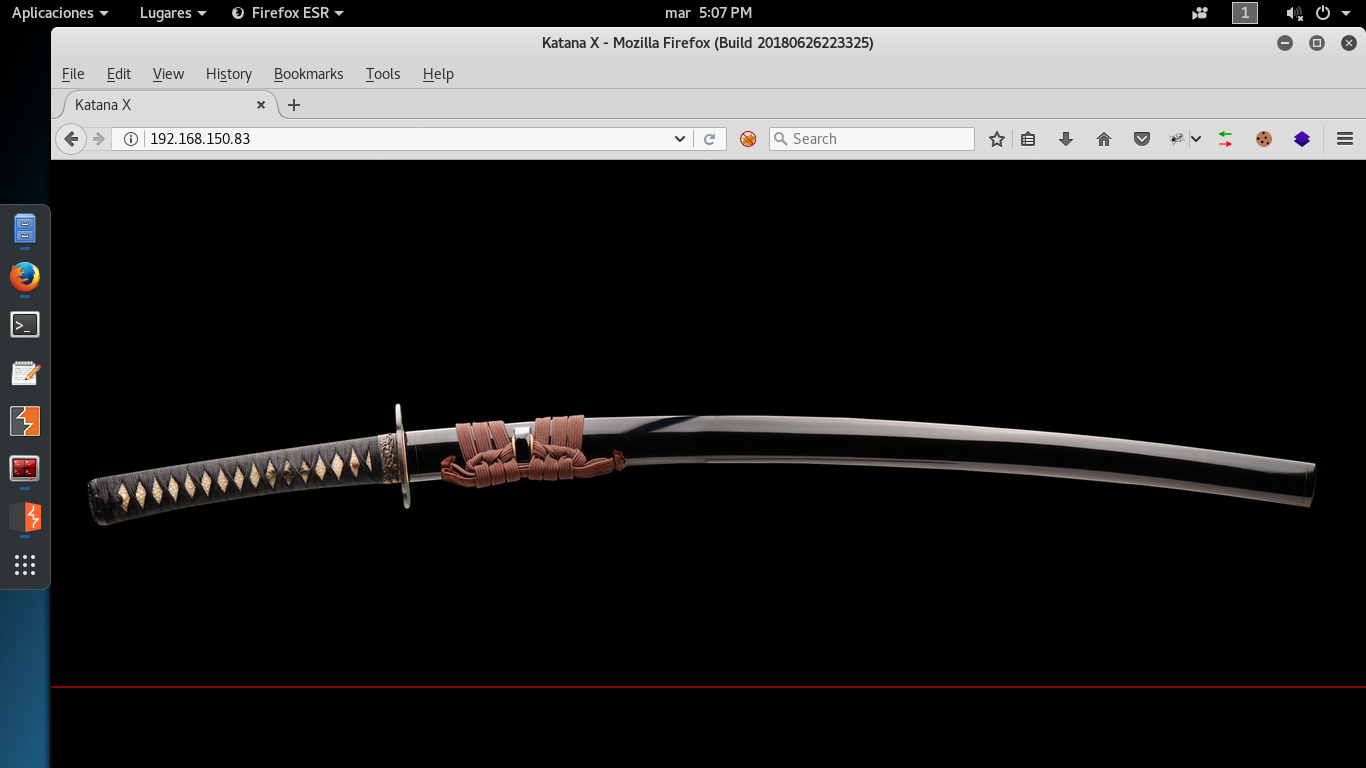 Aplicaciones Lugares Firefox ESR mar 5:07 PM 1
Katana X - Mozilla Firefox (Build 20180626223325)
File Edit View History Bookmarks Tools Help
Katana X
192.168.150.83 Search
>_